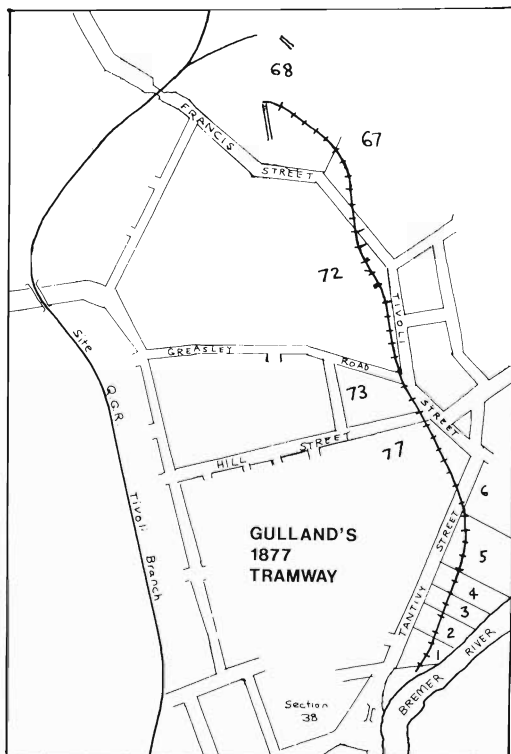 68
67
FRANCIS
STREET
72
TIVOLI
STREET
Site
Q.G.R
Tivoli
Branch
GREASLEY
ROAD
73
HILL
STREET
77
GULLAND'S
1877
TRAMWAY
6
5
4
3
2
1
TANTIVY
STREET
BREMER
RIVER
Section
38